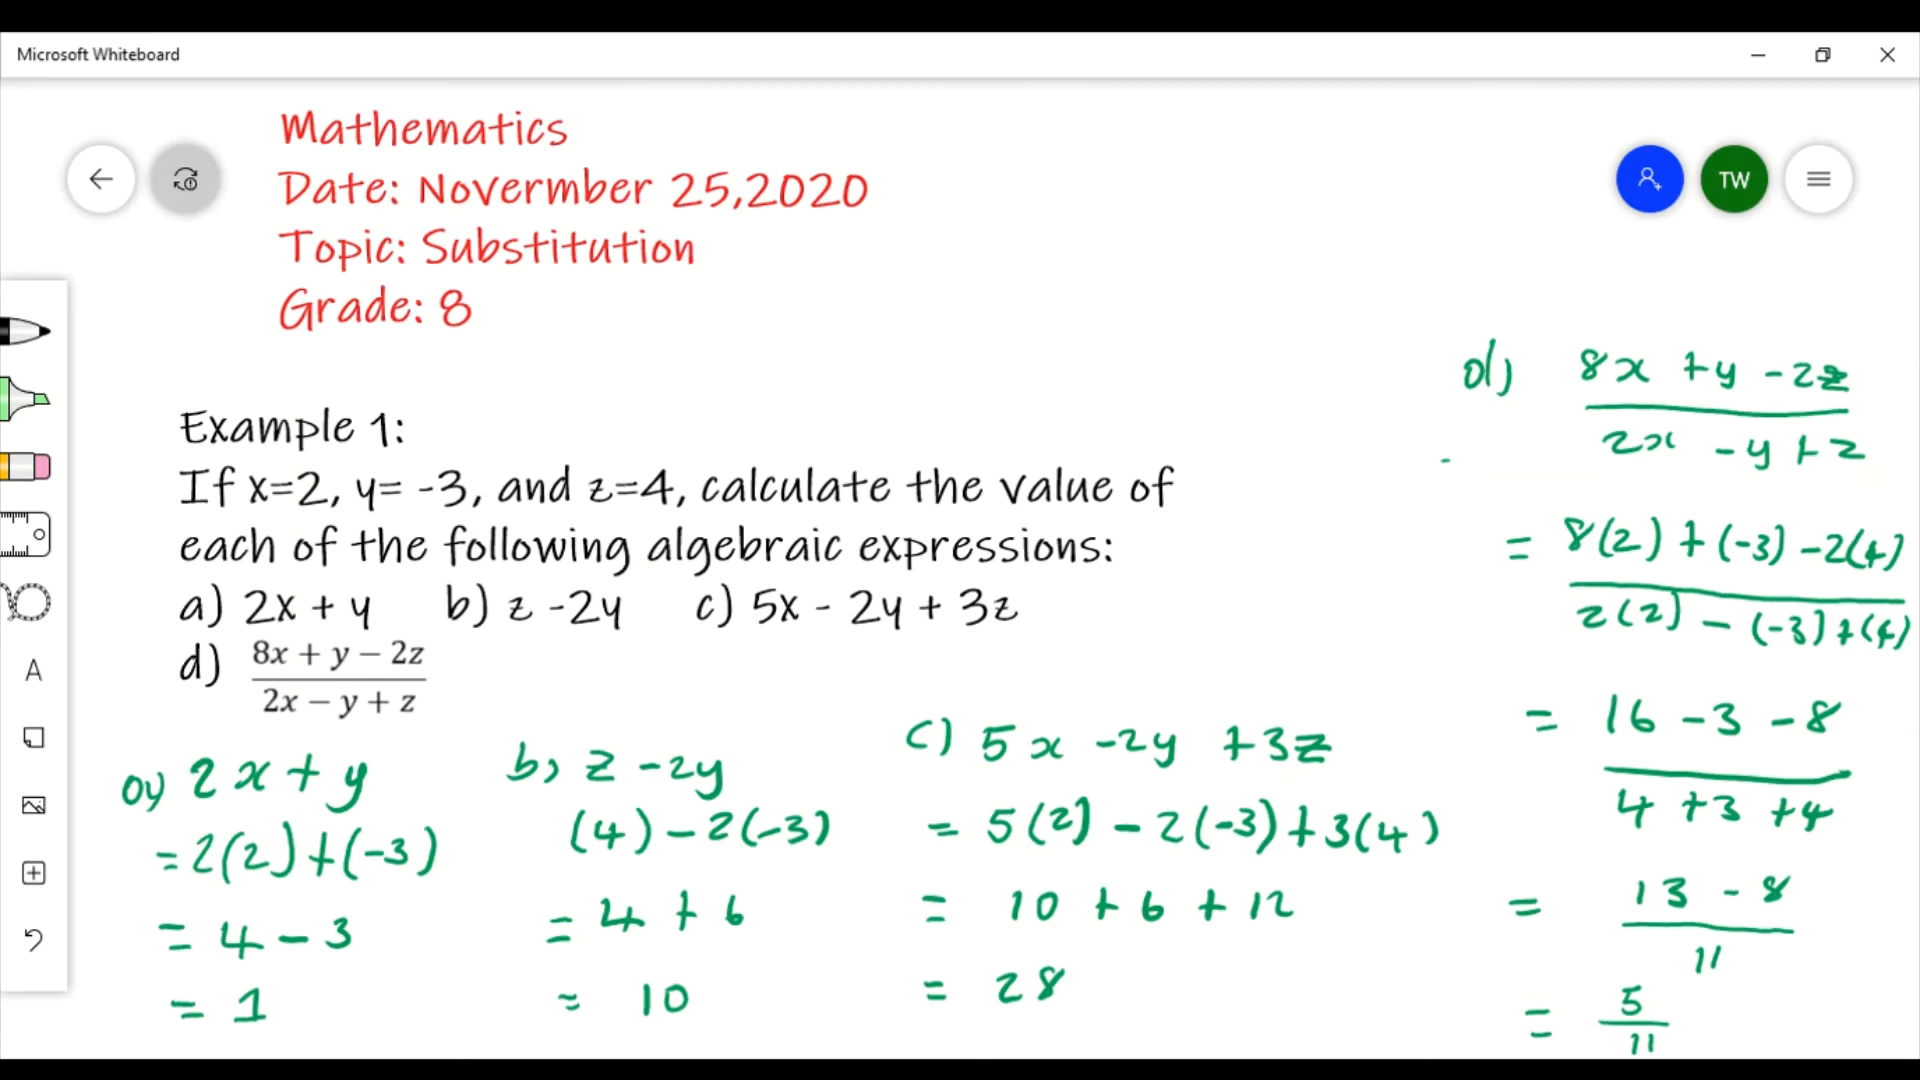 Microsoft Whiteboard
Mathematics
Date: Novermber 25,2020
TW
Topic: Substitution
Grade: 8
Example 1:
If x=2, y= -3, and z=4, calculate the value of
each of the following algebraic expressions:
a) 2x + y b) z -2y c) 5x - 2y + 3z
d) 8x + y − 2z
2x − y + z
A
a) 2x + y
= 2(2) + (-3)
= 4 - 3
= 1
b) z - 2y
(4) - 2(-3)
= 4 + 6
= 10
c) 5x - 2y + 3z
= 5(2) - 2(-3) + 3(4)
= 10 + 6 + 12
= 28
d) 8x + y - 2z
2x - y + z
= 8(2) + (-3) - 2(4)
2(2) - (-3) + (4)
= 16 - 3 - 8
4 + 3 + 4
= 13 - 8
11
= 5
11